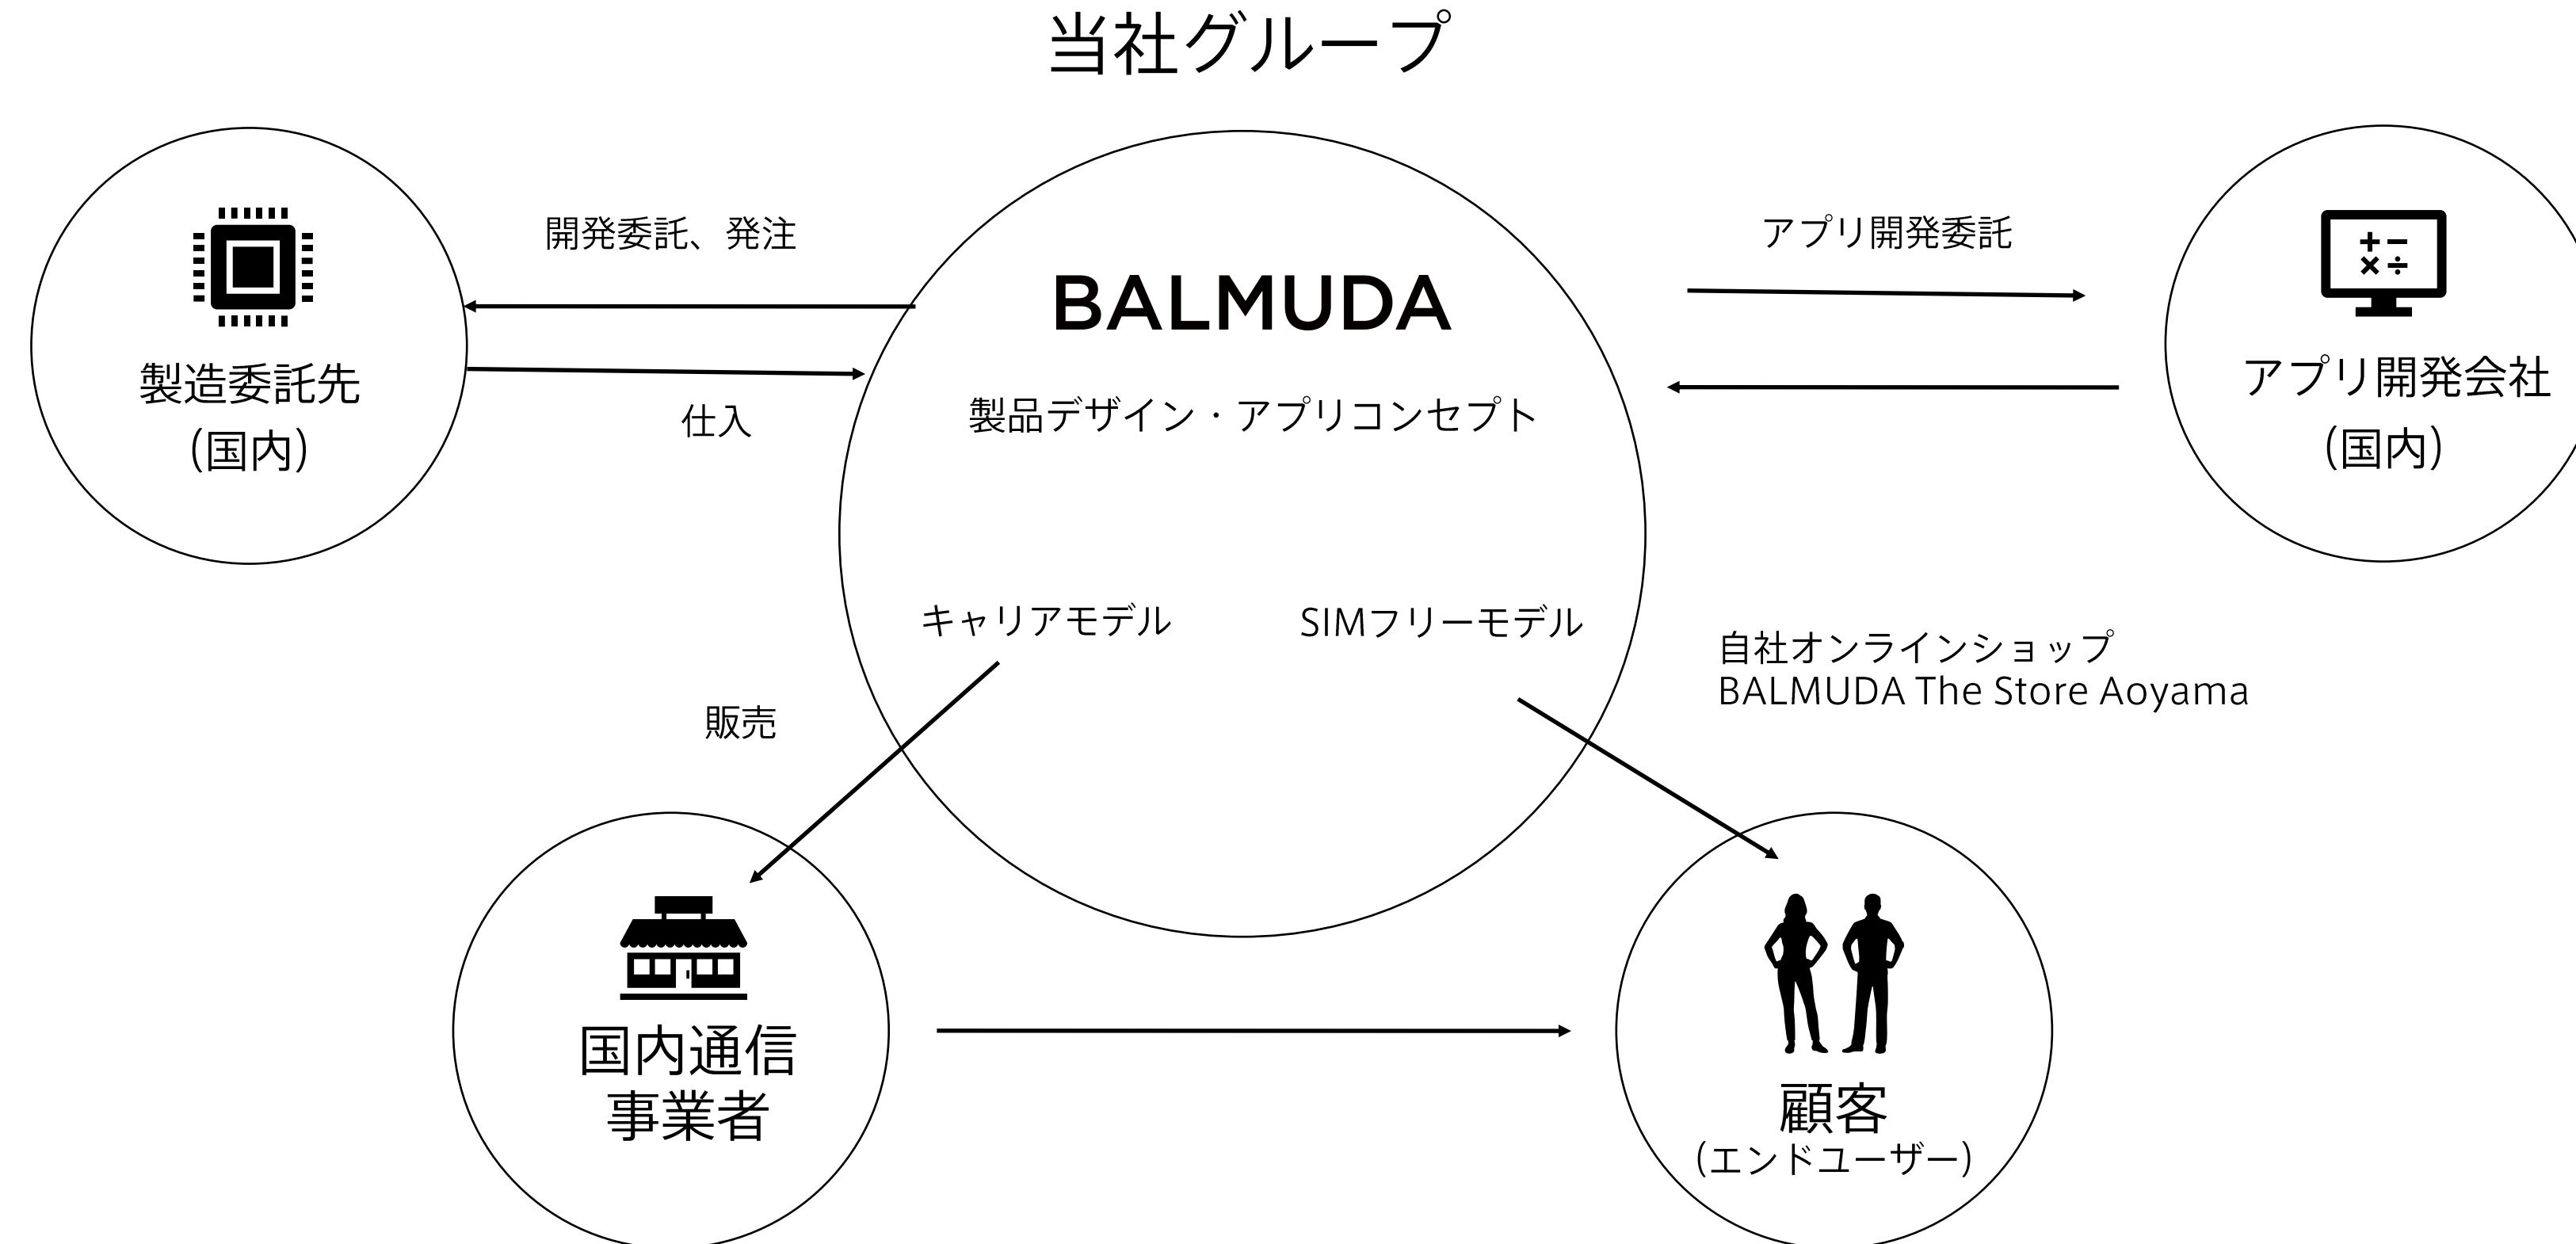 当社グループ
開発委託、発注
アプリ開発委託
BALMUDA
製造委託先
(国内)
仕入
製品デザイン・アプリコンセプト
アプリ開発会社
(国内)
キャリアモデル
SIMフリーモデル
自社オンラインショップ
BALMUDA The Store Aoyama
販売
国内通信
事業者
顧客
(エンドユーザー)